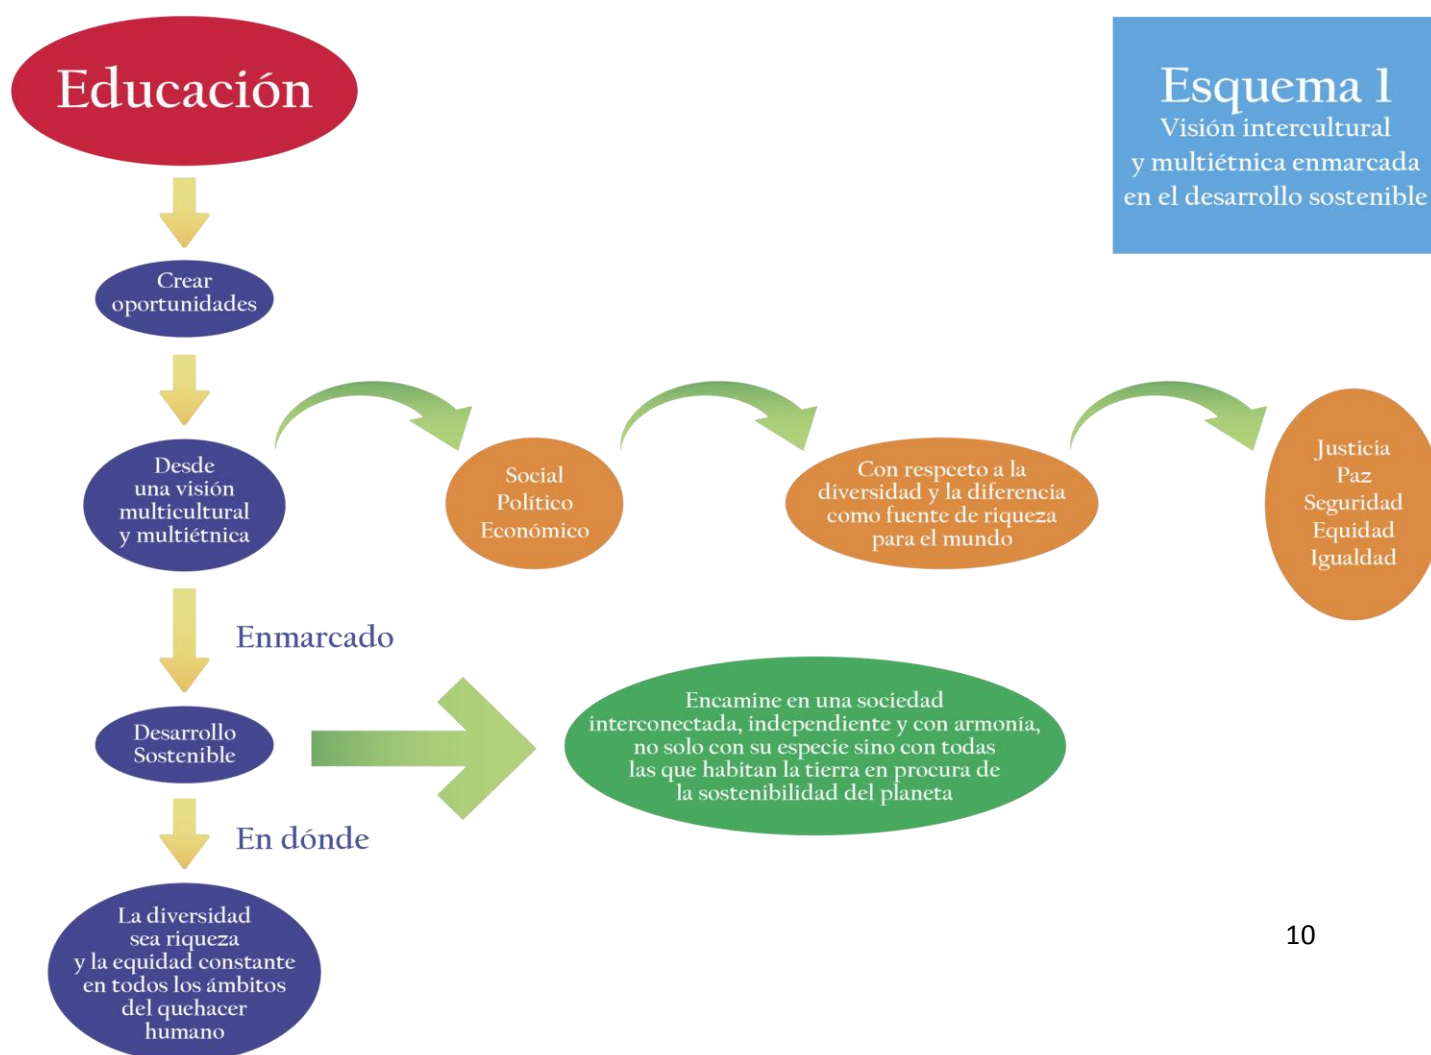 Educación
Esquema 1
Visión intercultural
y multiétnica enmarcada
en el desarrollo sostenible
Crear
oportunidades
Desde
una visión
multicultural
y multiétnica
Social
Político
Económico
Con respceto a la
diversidad y la diferencia
como fuente de riqueza
para el mundo
Justicia
Paz
Seguridad
Equidad
Igualdad
Enmarcado
Desarrollo
Sostenible
Encamine en una sociedad
interconectada, independiente y con armonía,
no solo con su especie sino con todas
las que habitan la tierra en procura de
la sostenibilidad del planeta
En dónde
La diversidad
sea riqueza
y la equidad constante
en todos los ámbitos
del quehacer
humano
10